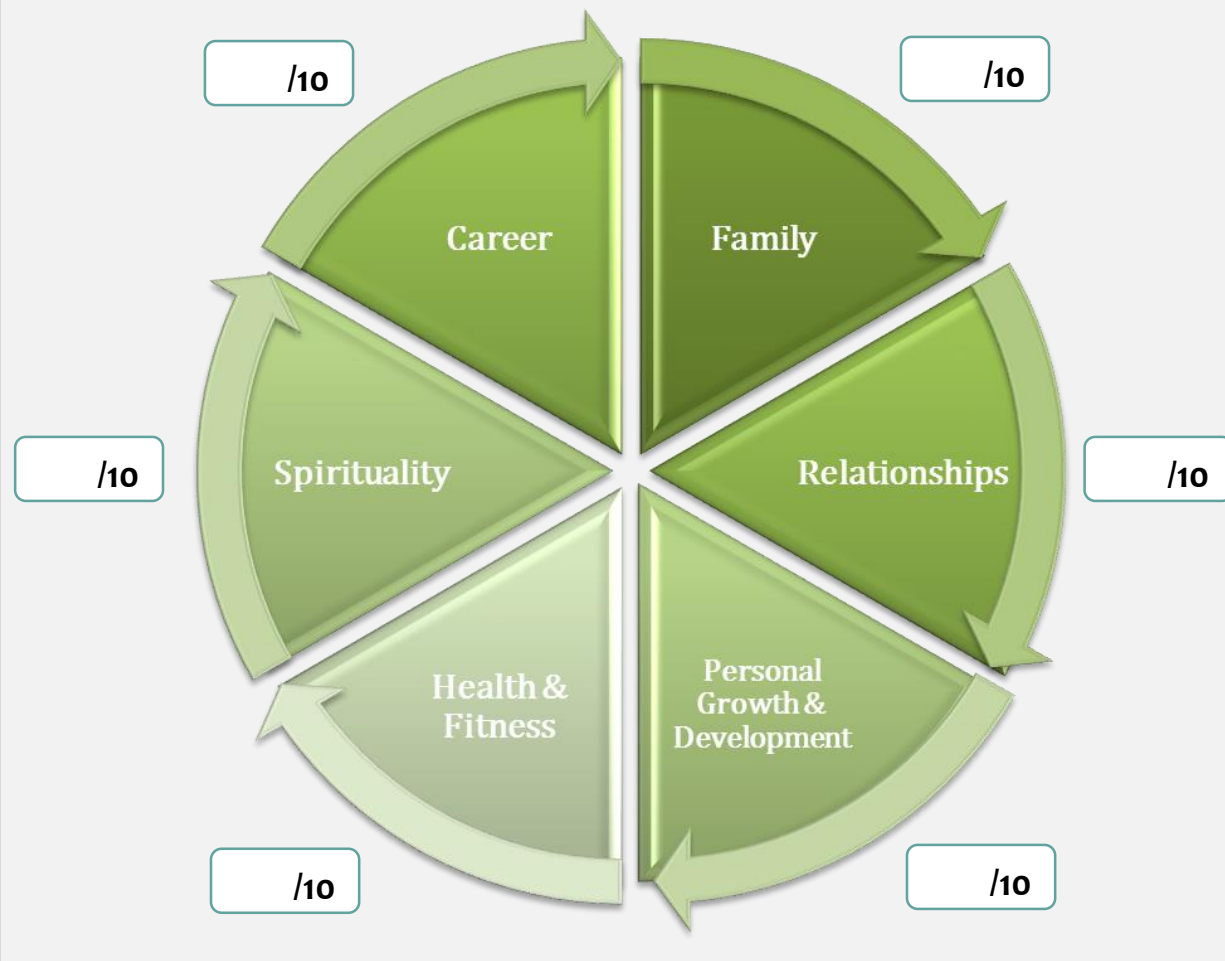 /10
/10
Career
Family
/10
Spirituality
Relationships
/10
Health &
Fitness
Personal
Growth &
Development
/10
/10